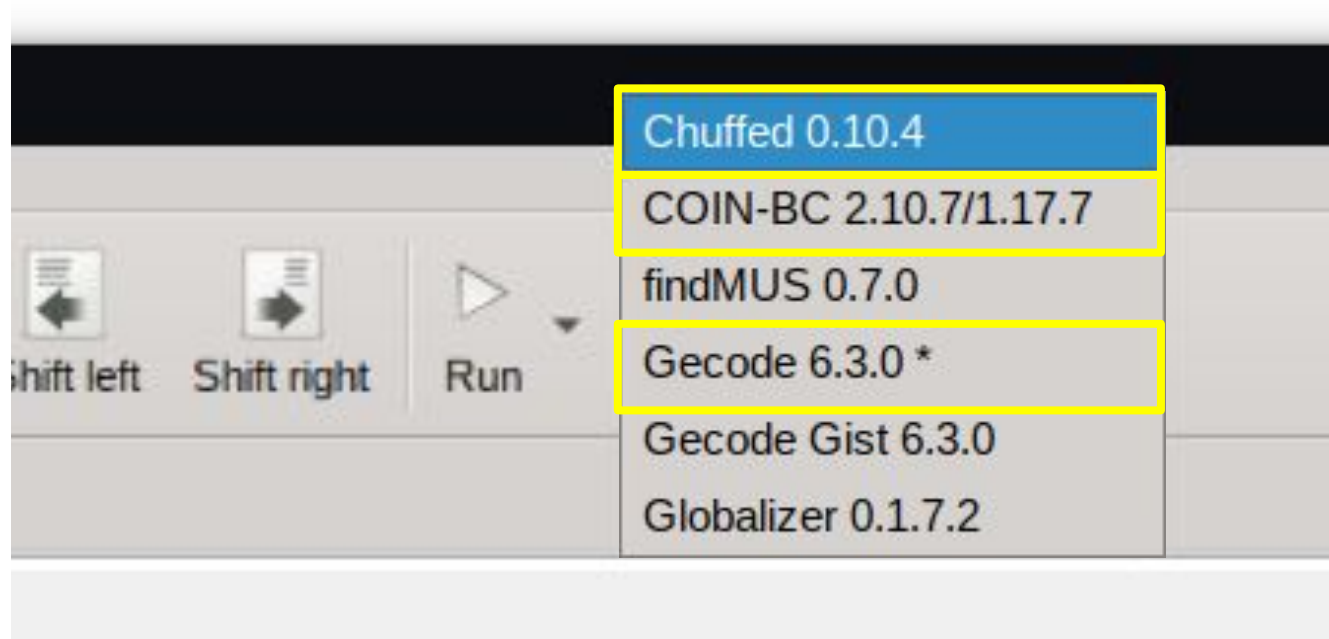 Chuffed 0.10.4
COIN-BC 2.10.7/1.17.7
findMUS 0.7.0
Gecode 6.3.0 *
Gecode Gist 6.3.0
Globalizer 0.1.7.2
hift left
Shift right
Run